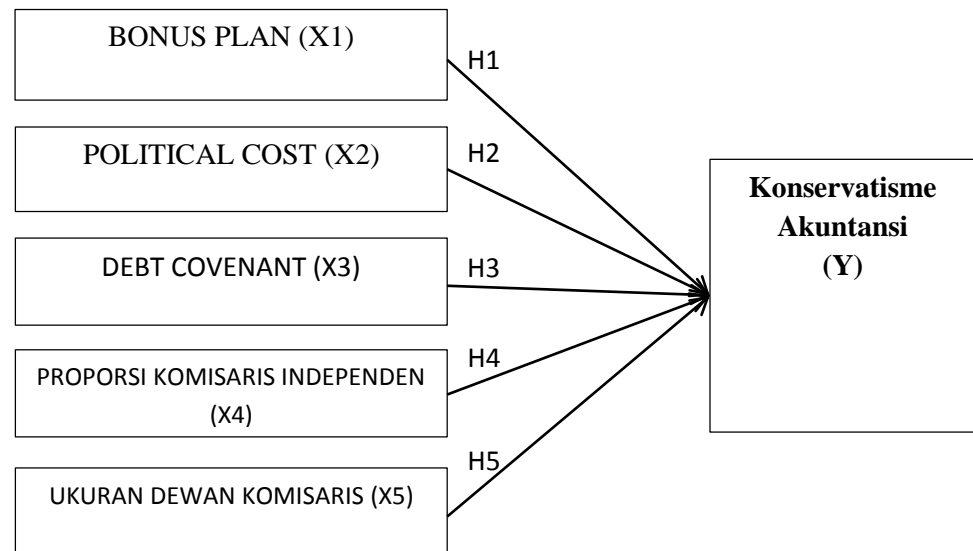 BONUS PLAN (X1)
H1
POLITICAL COST (X2)
H2
DEBT COVENANT (X3)
H3
PROPORSI KOMISARIS INDEPENDEN
(X4)
H4
UKURAN DEWAN KOMISARIS (X5)
H5
Konservatisme
Akuntansi
(Y)